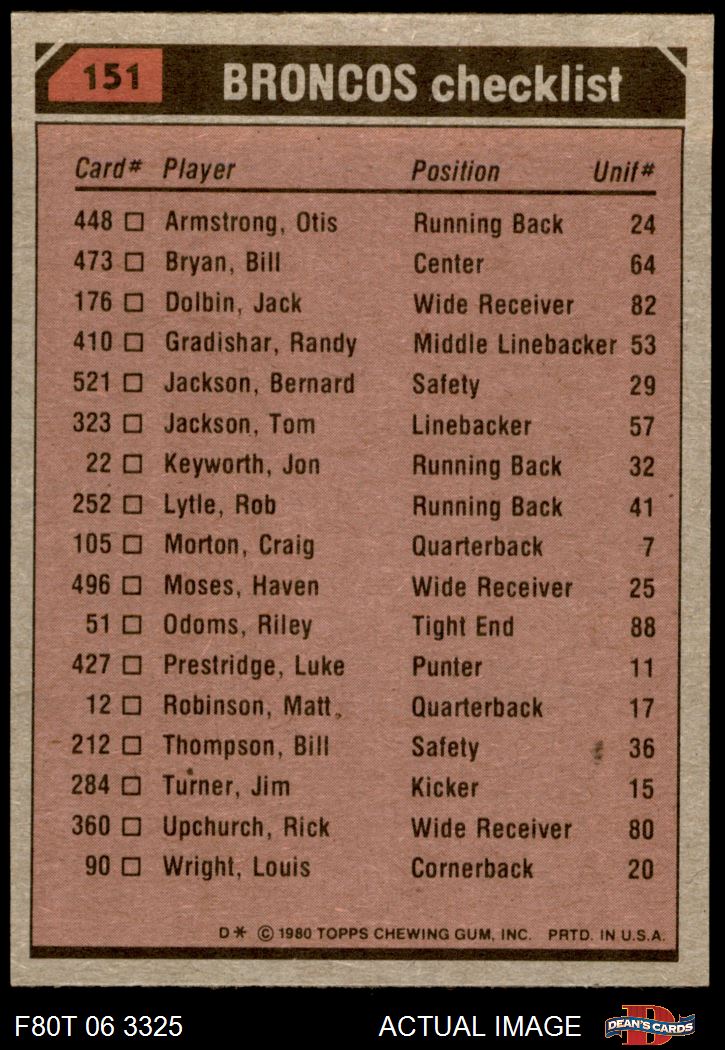 151 BRONCOS checklist
Card# Player Position Unif#
448 Armstrong, Otis Running Back 24
473 Bryan, Bill Center 64
176 Dolbin, Jack Wide Receiver 82
410 Gradishar, Randy Middle Linebacker 53
521 Jackson, Bernard Safety 29
323 Jackson, Tom Linebacker 57
22 Keyworth, Jon Running Back 32
252 Lytle, Rob Running Back 41
105 Morton, Craig Quarterback 7
496 Moses, Haven Wide Receiver 25
51 Odoms, Riley Tight End 88
427 Prestridge, Luke Punter 11
12 Robinson, Matt Quarterback 17
212 Thompson, Bill Safety 36
284 Turner, Jim Kicker 15
360 Upchurch, Rick Wide Receiver 80
90 Wright, Louis Cornerback 20
D* © 1980 TOPPS CHEWING GUM, INC. PRTD. IN U.S.A.
F80T 06 3325 ACTUAL IMAGE D DEAN'S CARDS